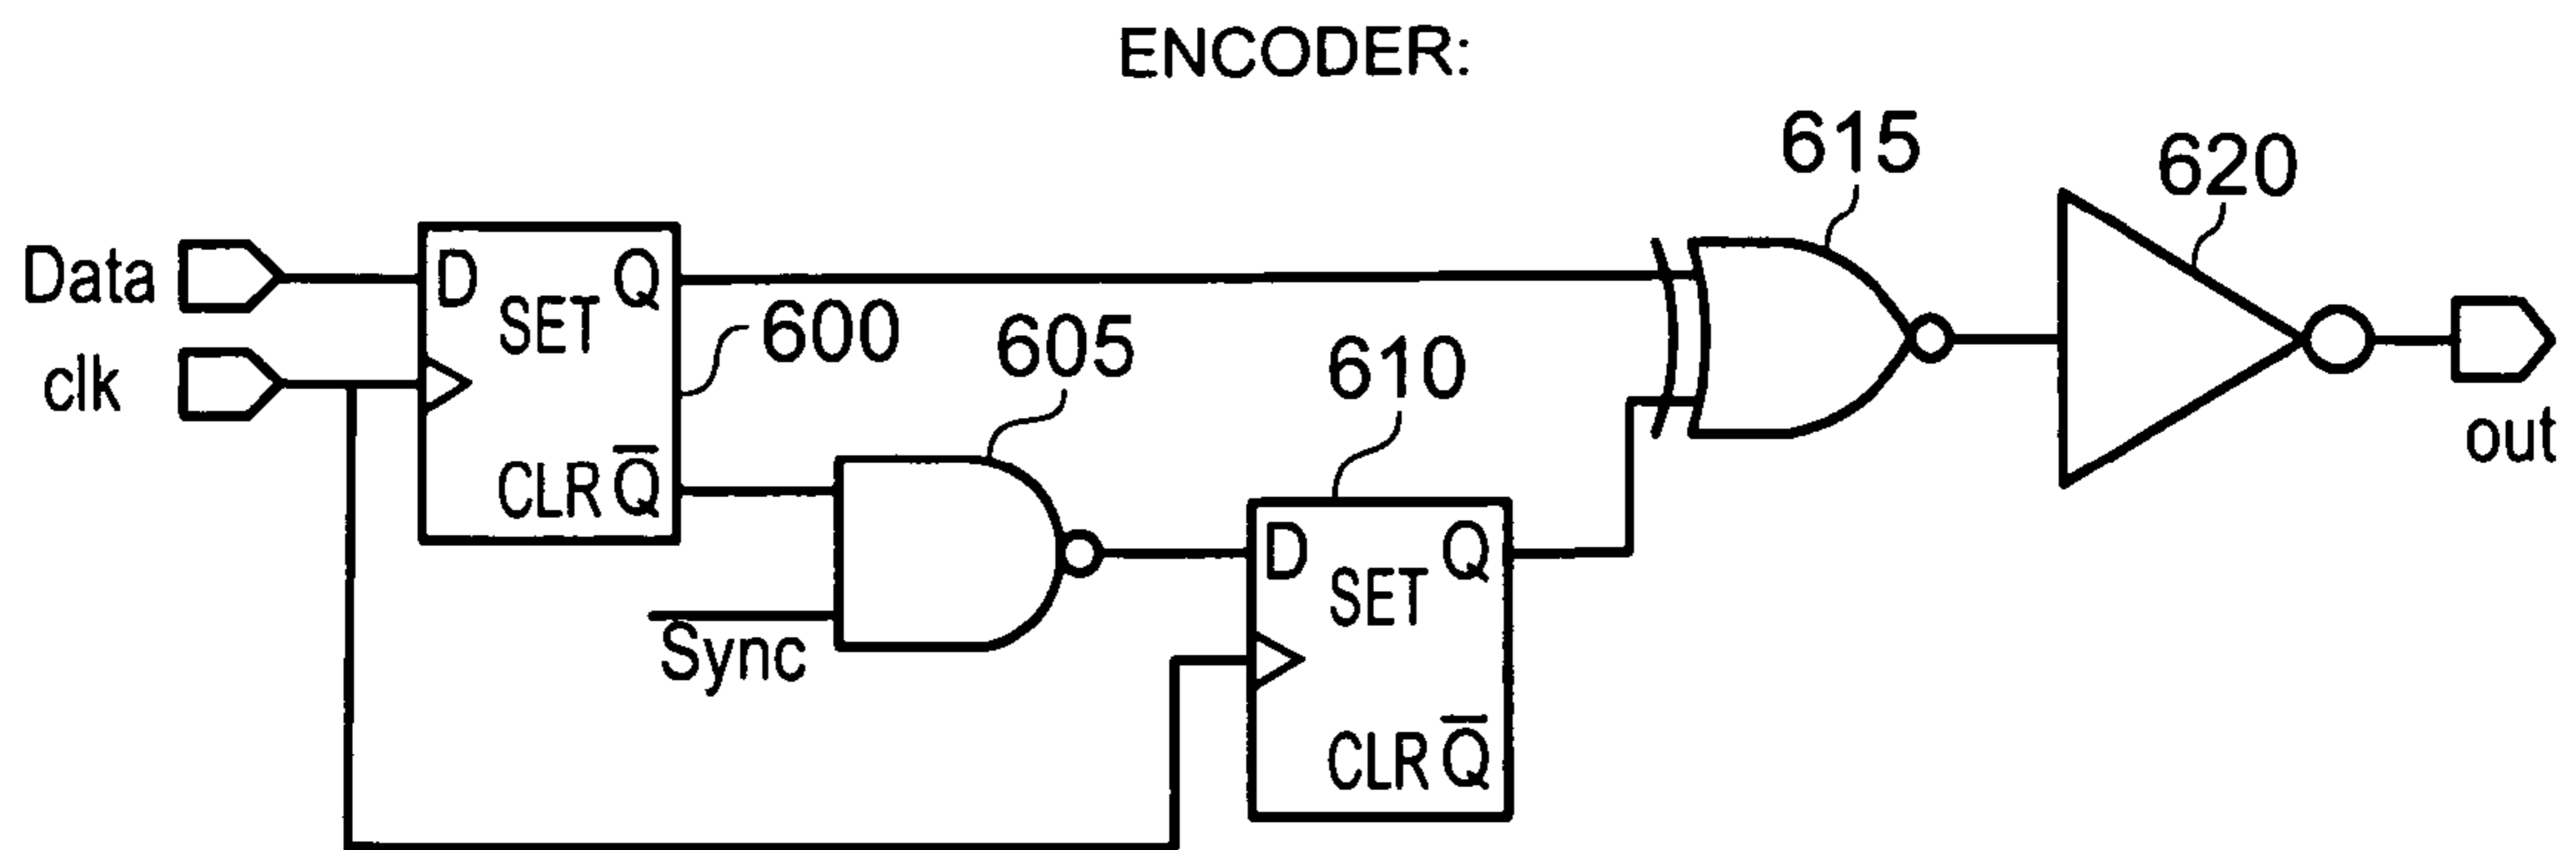 ENCODER:
615
620
Data
D
SET
Q
600
clk
605
610
out
CLR
Q̅
D
SET
Q
Sync
CLR
Q̅